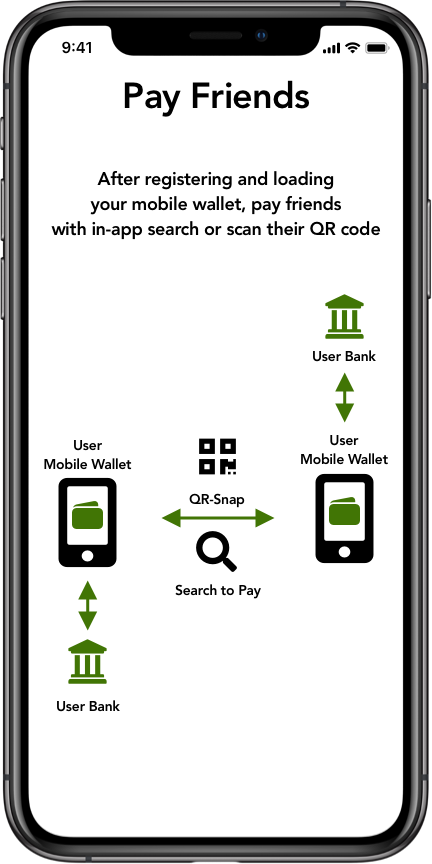 9:41
Pay Friends
After registering and loading
your mobile wallet, pay friends
with in-app search or scan their QR code
User Bank
User
Mobile Wallet
User
Mobile Wallet
QR-Snap
Search to Pay
User Bank